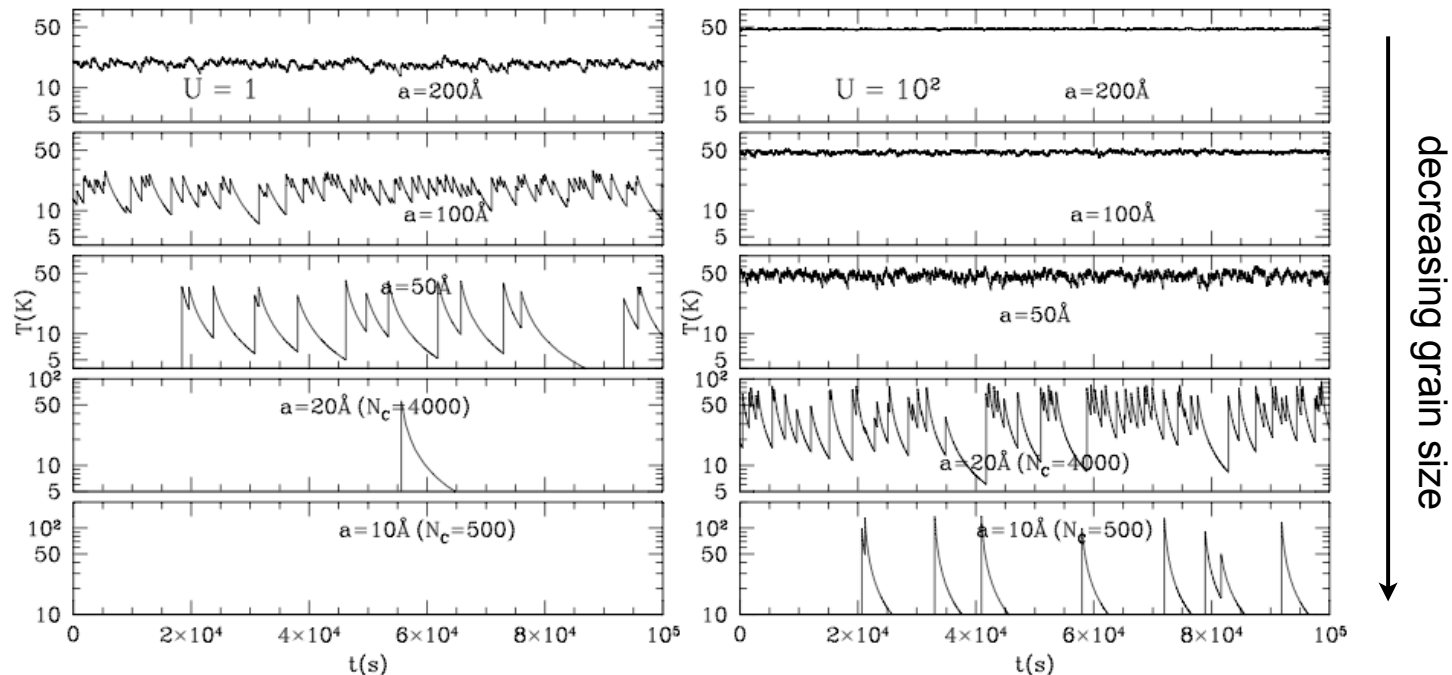 50
10
5
U = 1
a=200Å
50
10
5
a=100Å
50
10
5
a=50Å
T(K)
10²
50
10
5
a=20Å (N_C=4000)
10²
50
10
a=10Å (N_C=500)
0
2×10⁴
4×10⁴
6×10⁴
8×10⁴
10⁵
t(s)
50
10
5
U = 10²
a=200Å
50
10
5
a=100Å
50
10
5
a=50Å
T(K)
10²
50
10
5
a=20Å (N_C=4000)
10²
50
10
a=10Å (N_C=500)
0
2×10⁴
4×10⁴
6×10⁴
8×10⁴
10⁵
t(s)
decreasing grain size